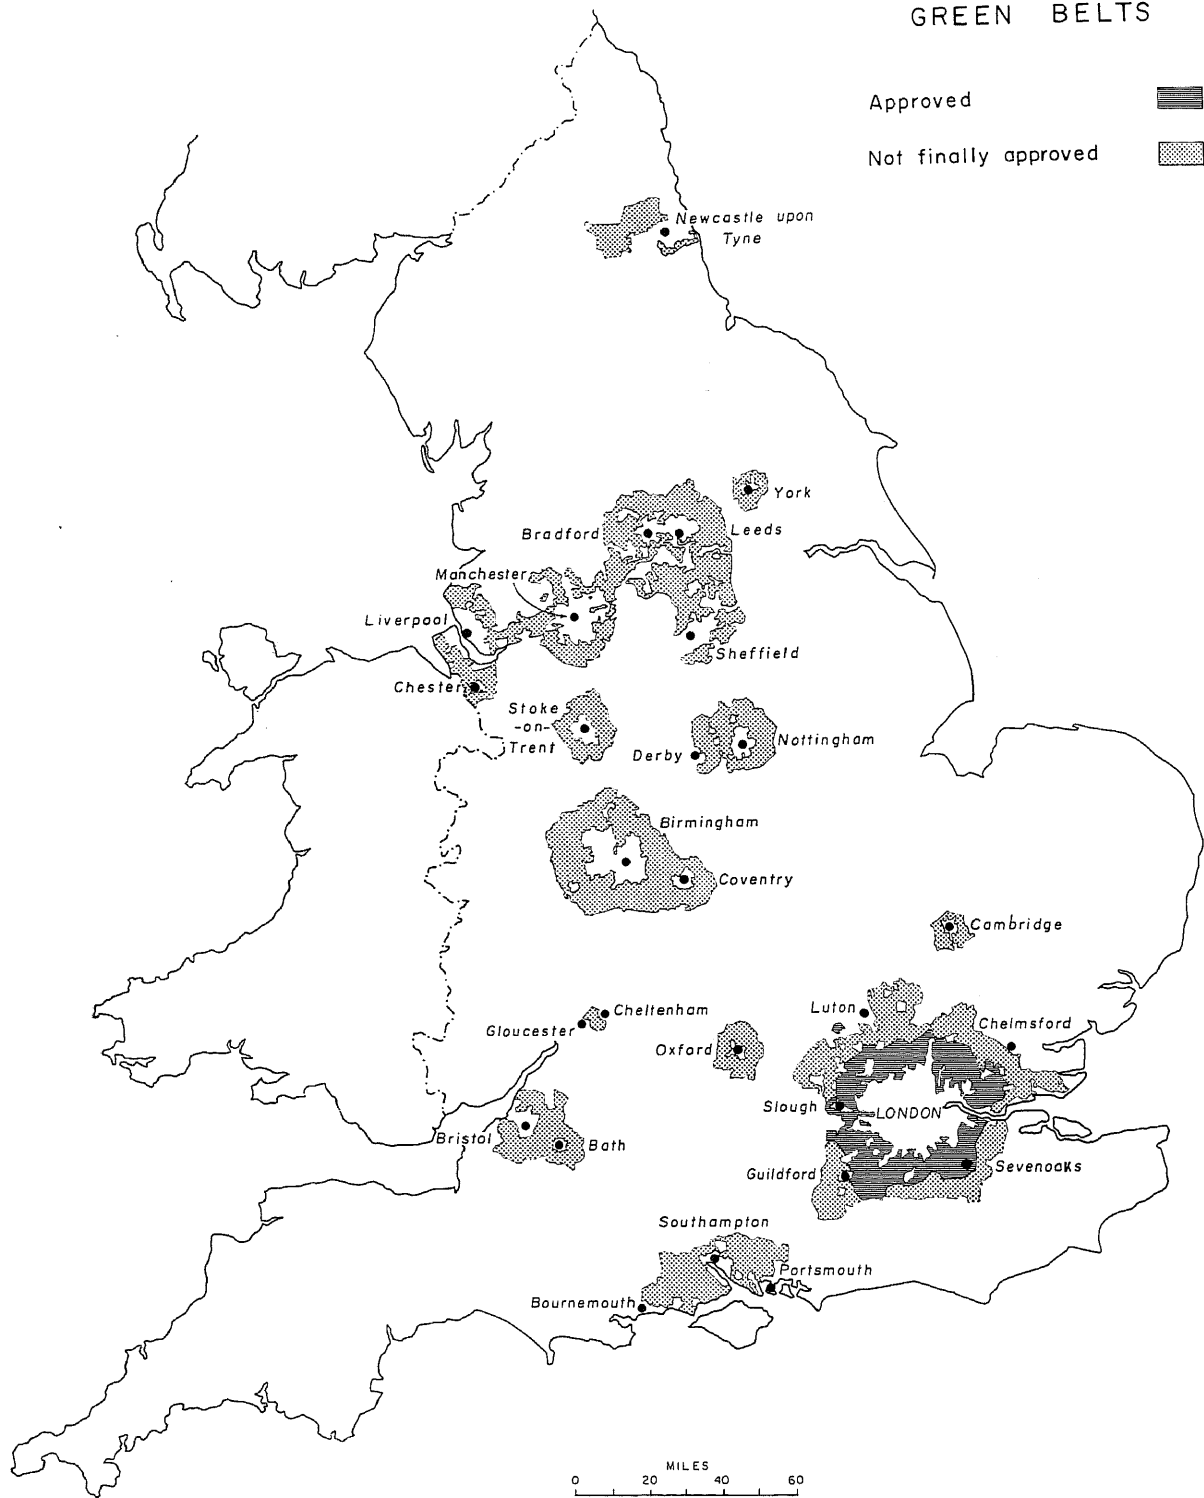 GREEN BELTS
Approved
Not finally approved
Newcastle upon
Tyne
York
Bradford
Leeds
Manchester
Liverpool
Sheffield
Chester
Stoke
-on-
Trent
Derby
Nottingham
Birmingham
Coventry
Cambridge
Cheltenham
Gloucester
Luton
Chelmsford
Oxford
Slough
LONDON
Bristol
Bath
Guildford
Sevenoaks
Southampton
Portsmouth
Bournemouth
MILES
0 20 40 60